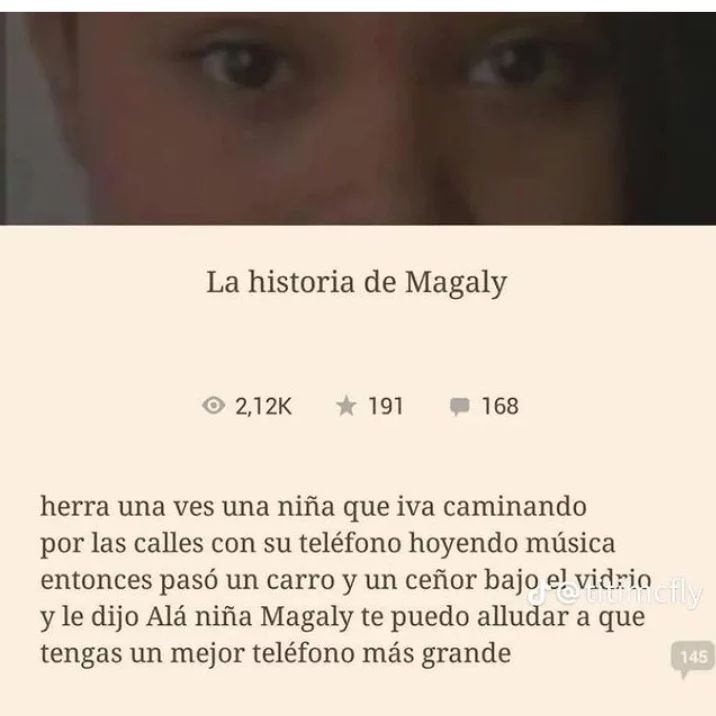 La historia de Magaly
2,12K 191 168
herra una ves una niña que iva caminando
por las calles con su teléfono hoyendo música
entonces pasó un carro y un ceñor bajo el vidrio
y le dijo Alá niña Magaly te puedo alludar a que
tengas un mejor teléfono más grande
145